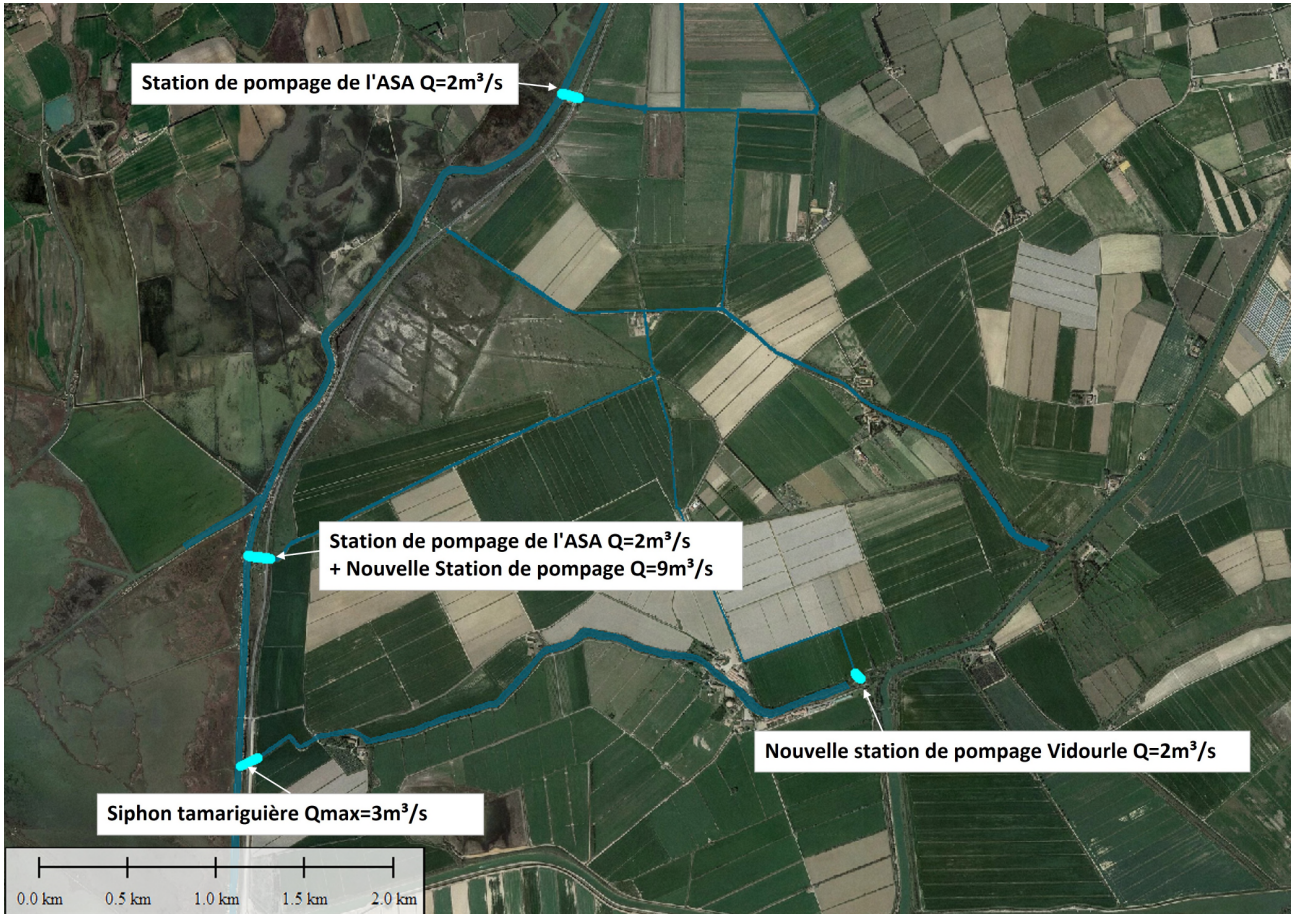 Station de pompage de l'ASA Q=2m³/s
Station de pompage de l'ASA Q=2m³/s
+ Nouvelle Station de pompage Q=9m³/s
Nouvelle station de pompage Vidourle Q=2m³/s
Siphon tamariguière Qmax=3m³/s
0.0 km 0.5 km 1.0 km 1.5 km 2.0 km